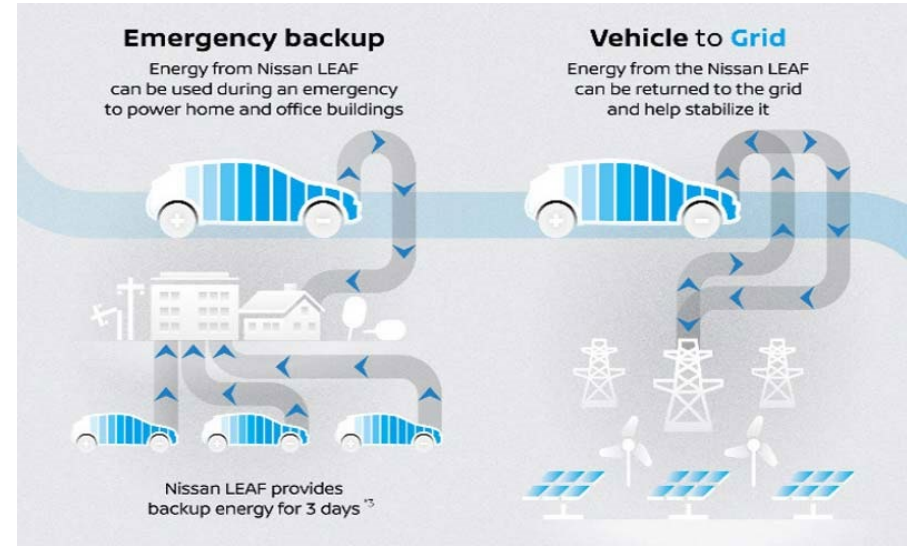 Emergency backup
Energy from Nissan LEAF
can be used during an emergency
to power home and office buildings
Nissan LEAF provides
backup energy for 3 days *3
Vehicle to Grid
Energy from the Nissan LEAF
can be returned to the grid
and help stabilize it